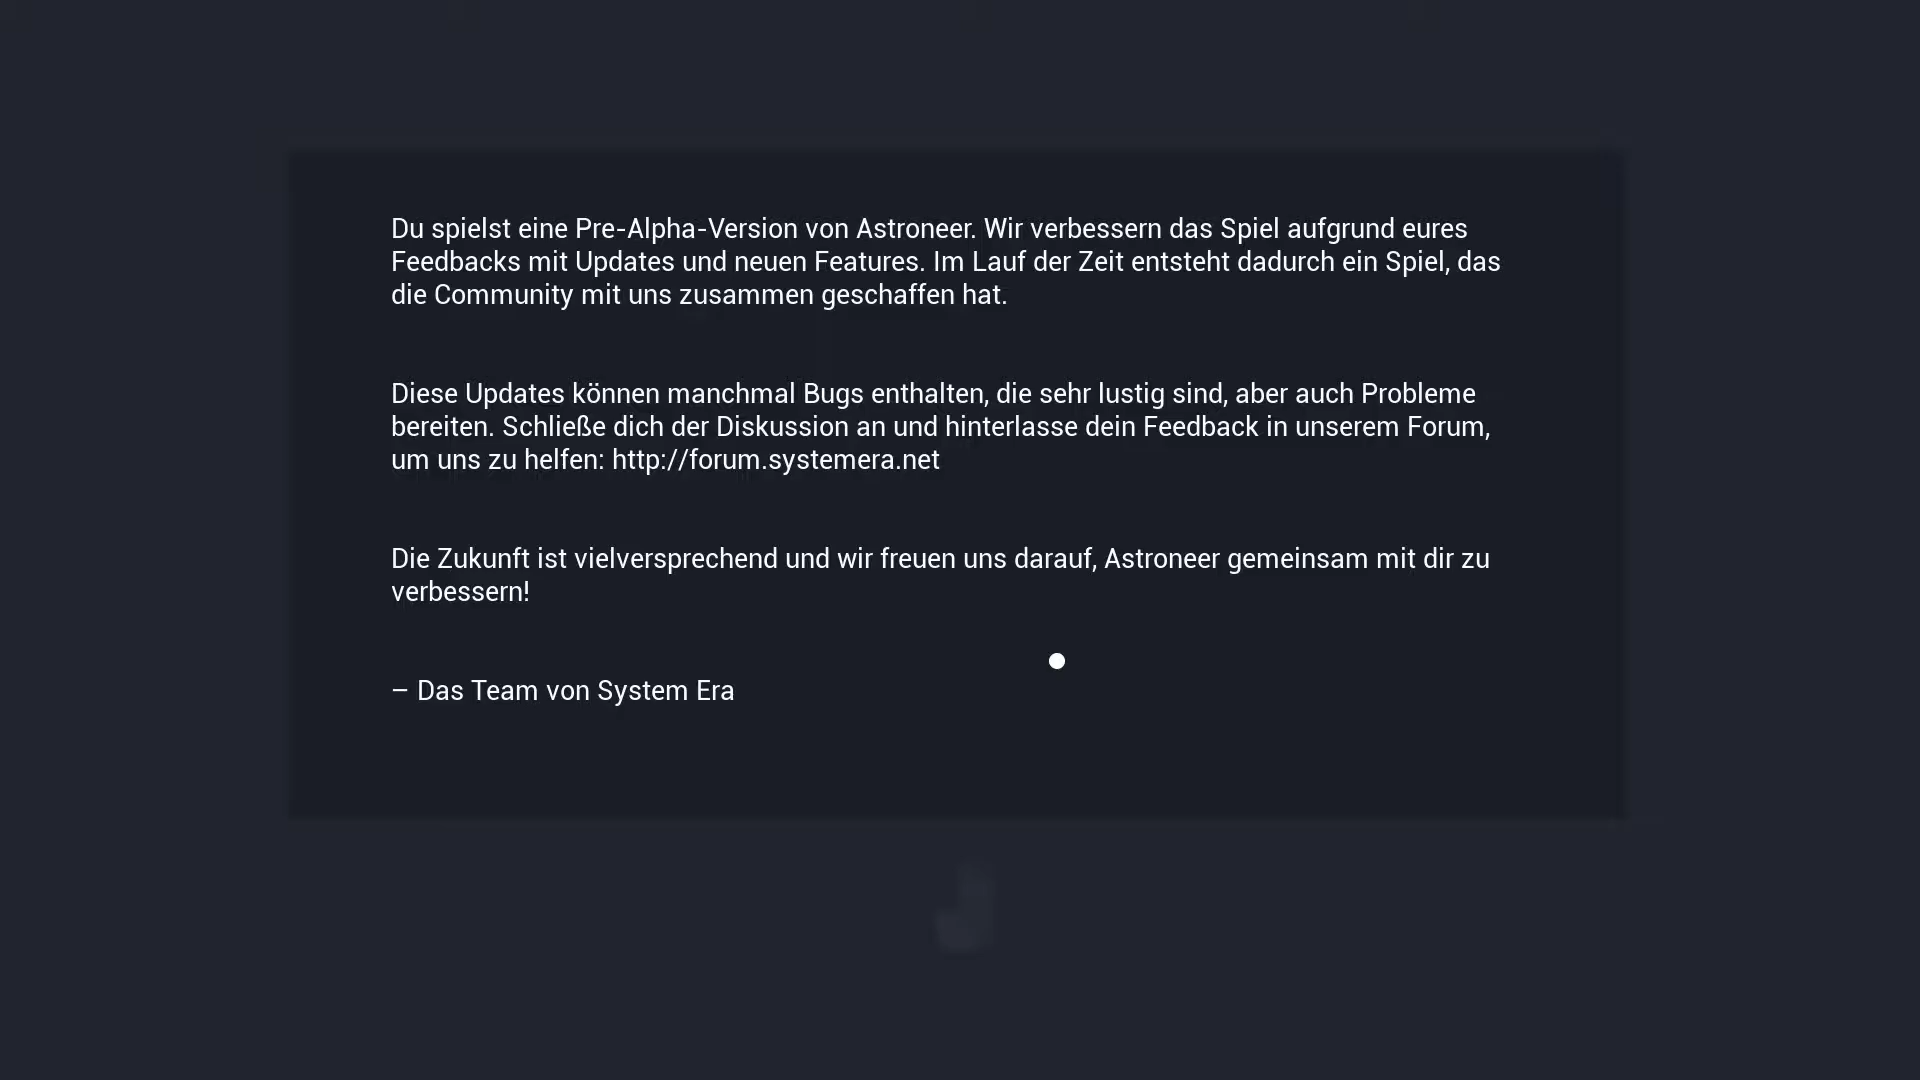 Du spielst eine Pre-Alpha-Version von Astroneer. Wir verbessern das Spiel aufgrund eures
Feedbacks mit Updates und neuen Features. Im Lauf der Zeit entsteht dadurch ein Spiel, das
die Community mit uns zusammen geschaffen hat.
Diese Updates können manchmal Bugs enthalten, die sehr lustig sind, aber auch Probleme
bereiten. Schließe dich der Diskussion an und hinterlasse dein Feedback in unserem Forum,
um uns zu helfen: http://forum.systemera.net
Die Zukunft ist vielversprechend und wir freuen uns darauf, Astroneer gemeinsam mit dir zu
verbessern!
– Das Team von System Era